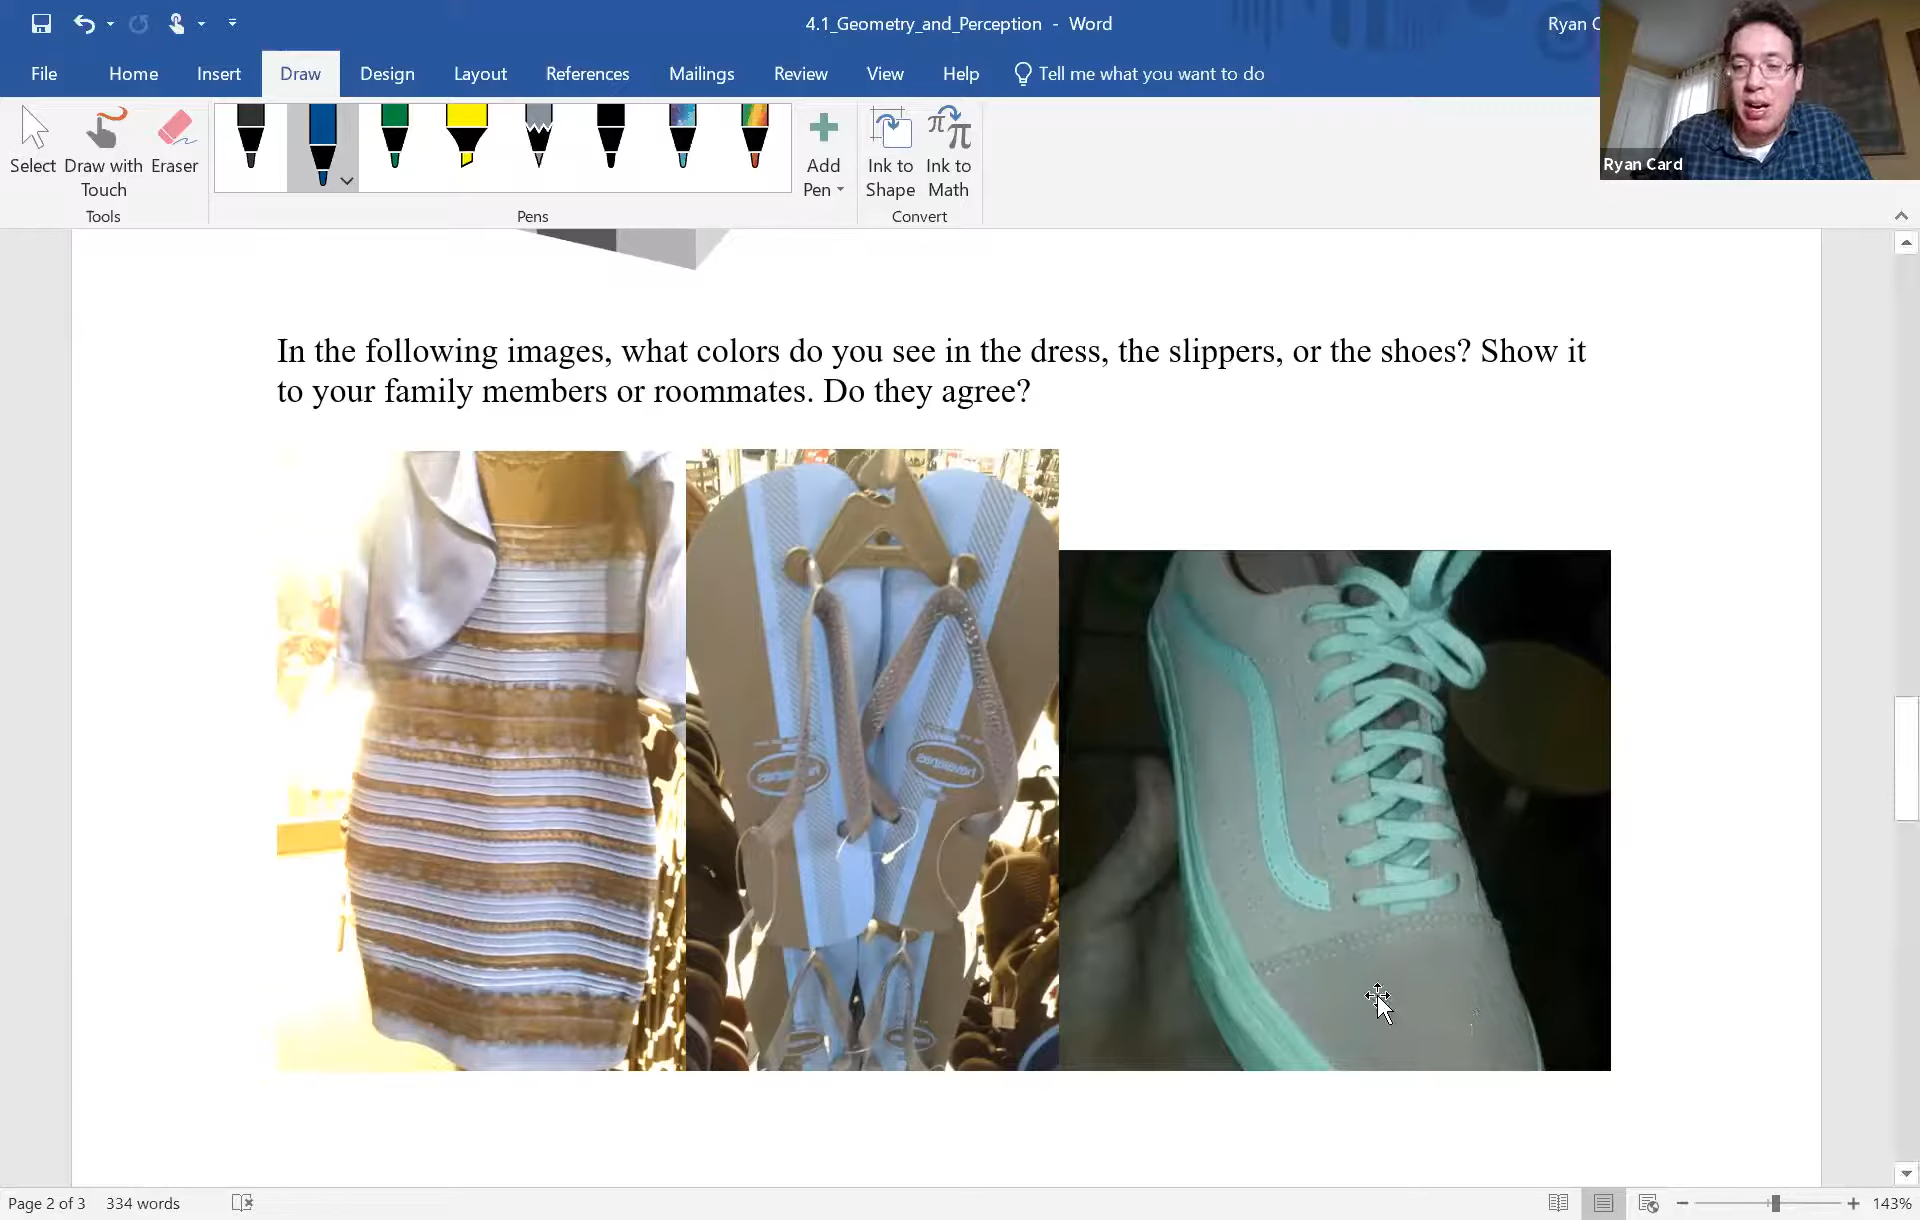 4.1_Geometry_and_Perception - Word
Ryan C
File Home Insert Draw Design Layout References Mailings Review View Help Tell me what you want to do
Select
Draw with Touch
Eraser
Add Pen
Ink to Shape
Ink to Math
Tools
Pens
Convert
Ryan Card
In the following images, what colors do you see in the dress, the slippers, or the shoes? Show it
to your family members or roommates. Do they agree?
Page 2 of 3 334 words
143%